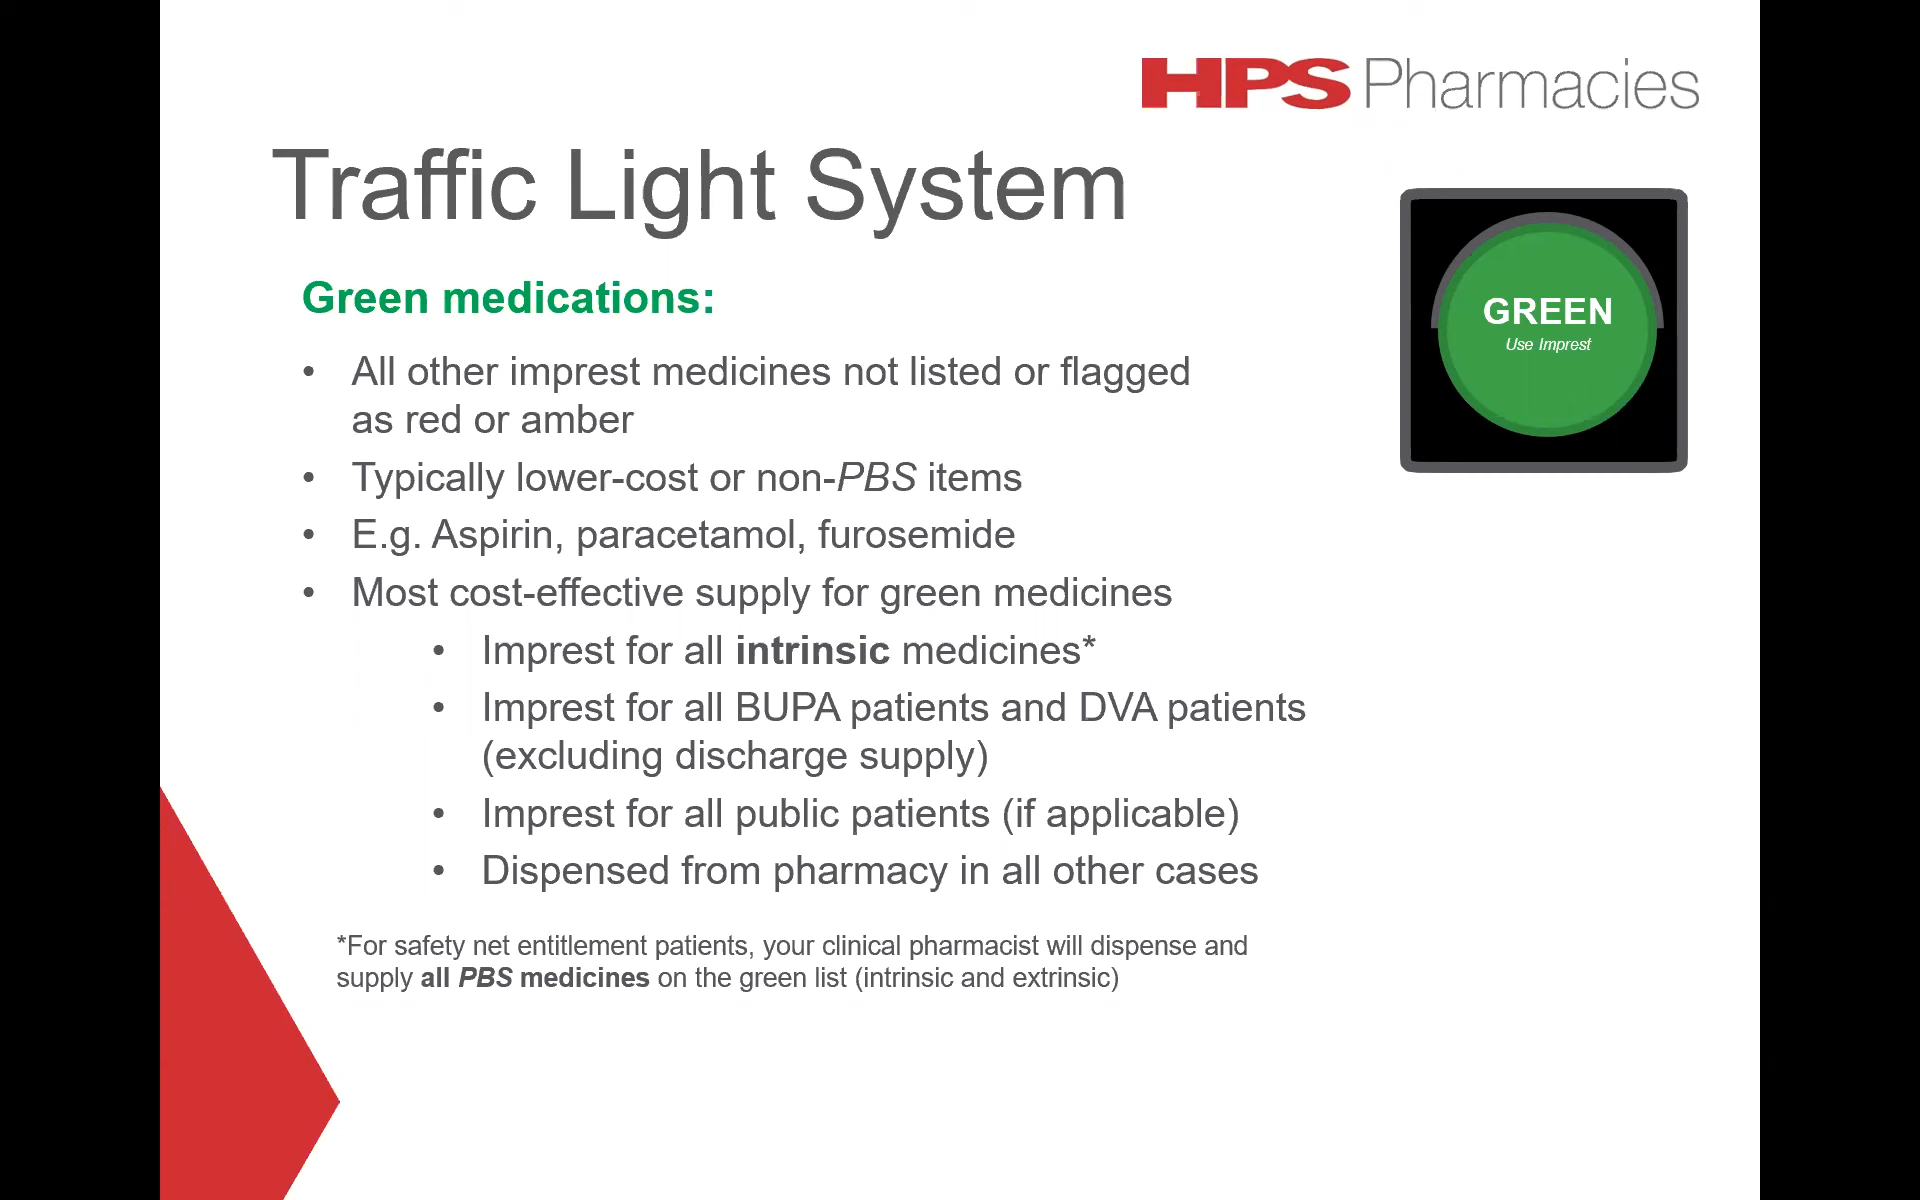 HPS Pharmacies
Traffic Light System
GREEN
Use Imprest
Green medications:
• All other imprest medicines not listed or flagged
as red or amber
• Typically lower-cost or non-PBS items
• E.g. Aspirin, paracetamol, furosemide
• Most cost-effective supply for green medicines
• Imprest for all intrinsic medicines*
• Imprest for all BUPA patients and DVA patients
(excluding discharge supply)
• Imprest for all public patients (if applicable)
• Dispensed from pharmacy in all other cases
*For safety net entitlement patients, your clinical pharmacist will dispense and
supply all PBS medicines on the green list (intrinsic and extrinsic)